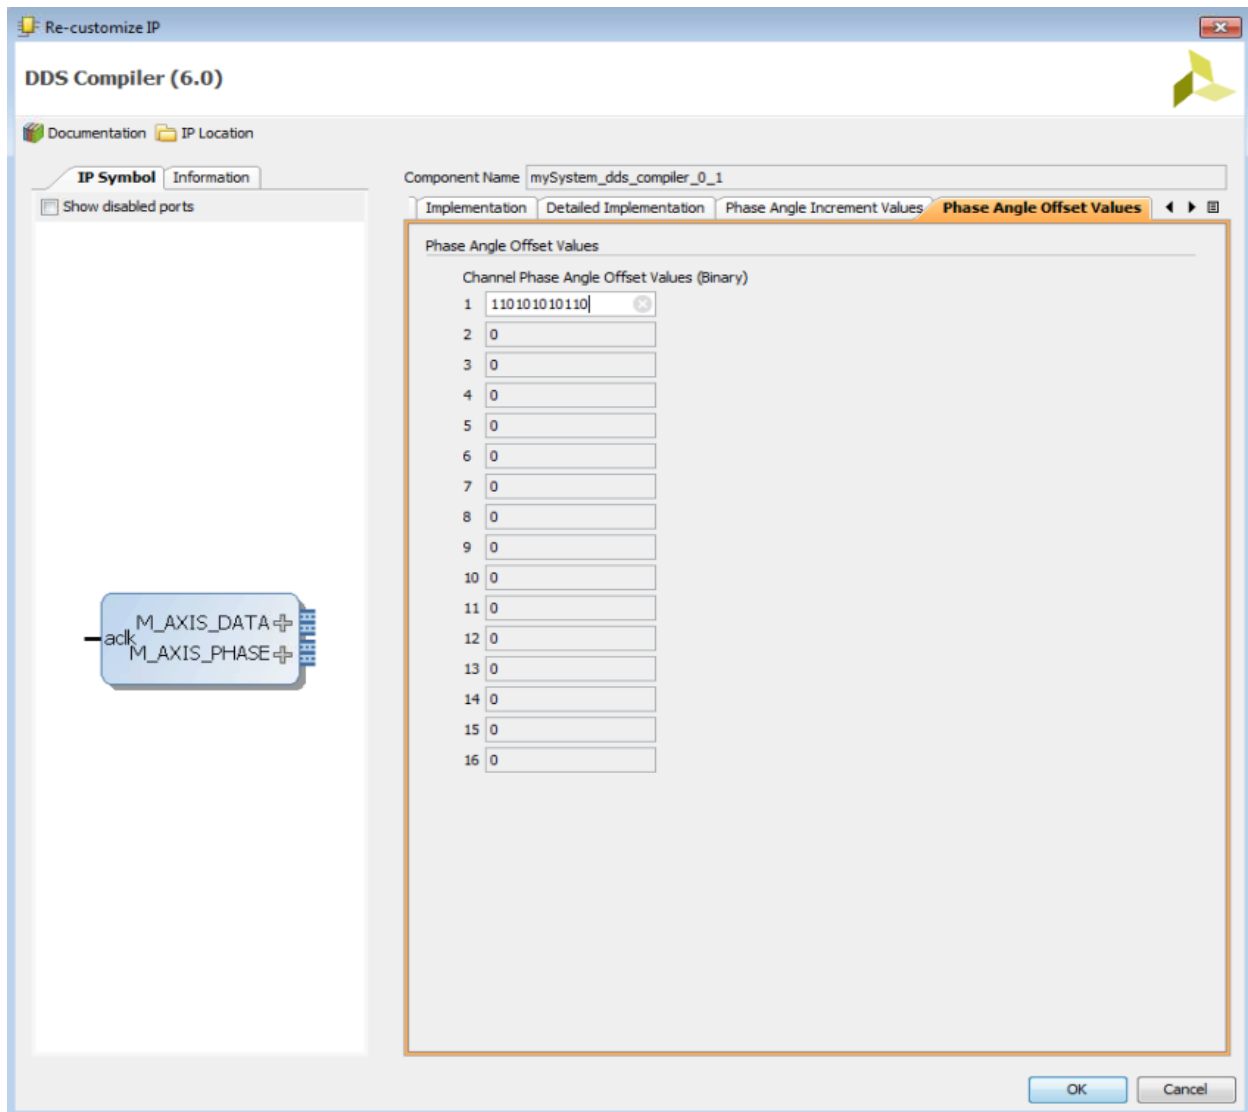 Re-customize IP
DDS Compiler (6.0)
Documentation IP Location
IP Symbol Information
Show disabled ports
M_AXIS_DATA
aclk
M_AXIS_PHASE
Component Name mySystem_dds_compiler_0_1
Implementation Detailed Implementation Phase Angle Increment Values Phase Angle Offset Values
Phase Angle Offset Values
Channel Phase Angle Offset Values (Binary)
1 110101010110
2 0
3 0
4 0
5 0
6 0
7 0
8 0
9 0
10 0
11 0
12 0
13 0
14 0
15 0
16 0
OK Cancel